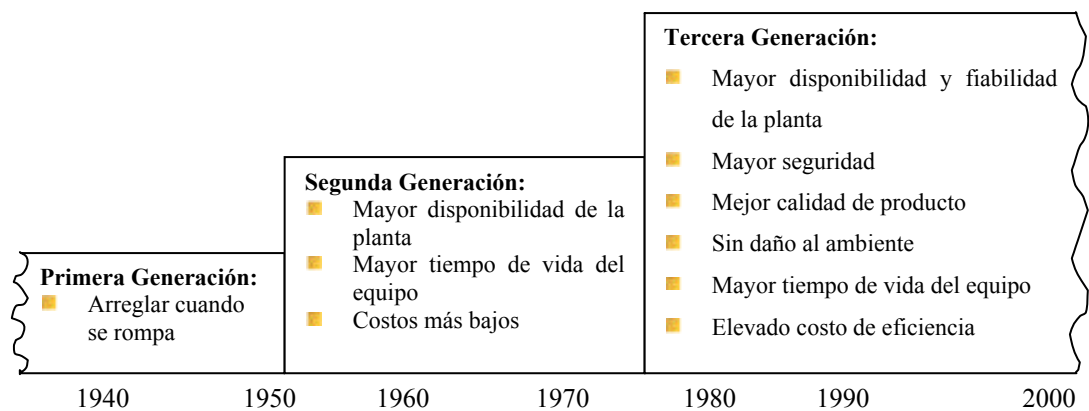 Primera Generación:
Arreglar cuando
se rompa
Segunda Generación:
Mayor disponibilidad de la
planta
Mayor tiempo de vida del
equipo
Costos más bajos
Tercera Generación:
Mayor disponibilidad y fiabilidad
de la planta
Mayor seguridad
Mejor calidad de producto
Sin daño al ambiente
Mayor tiempo de vida del equipo
Elevado costo de eficiencia
1940 1950 1960 1970 1980 1990 2000